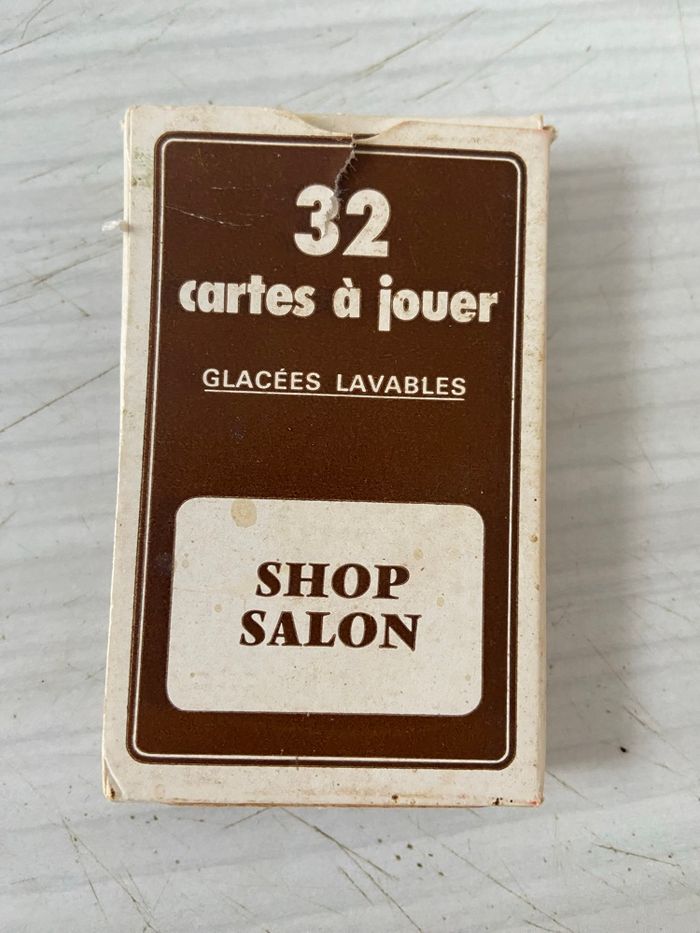 32
cartes à jouer
GLACÉES LAVABLES
SHOP
SALON